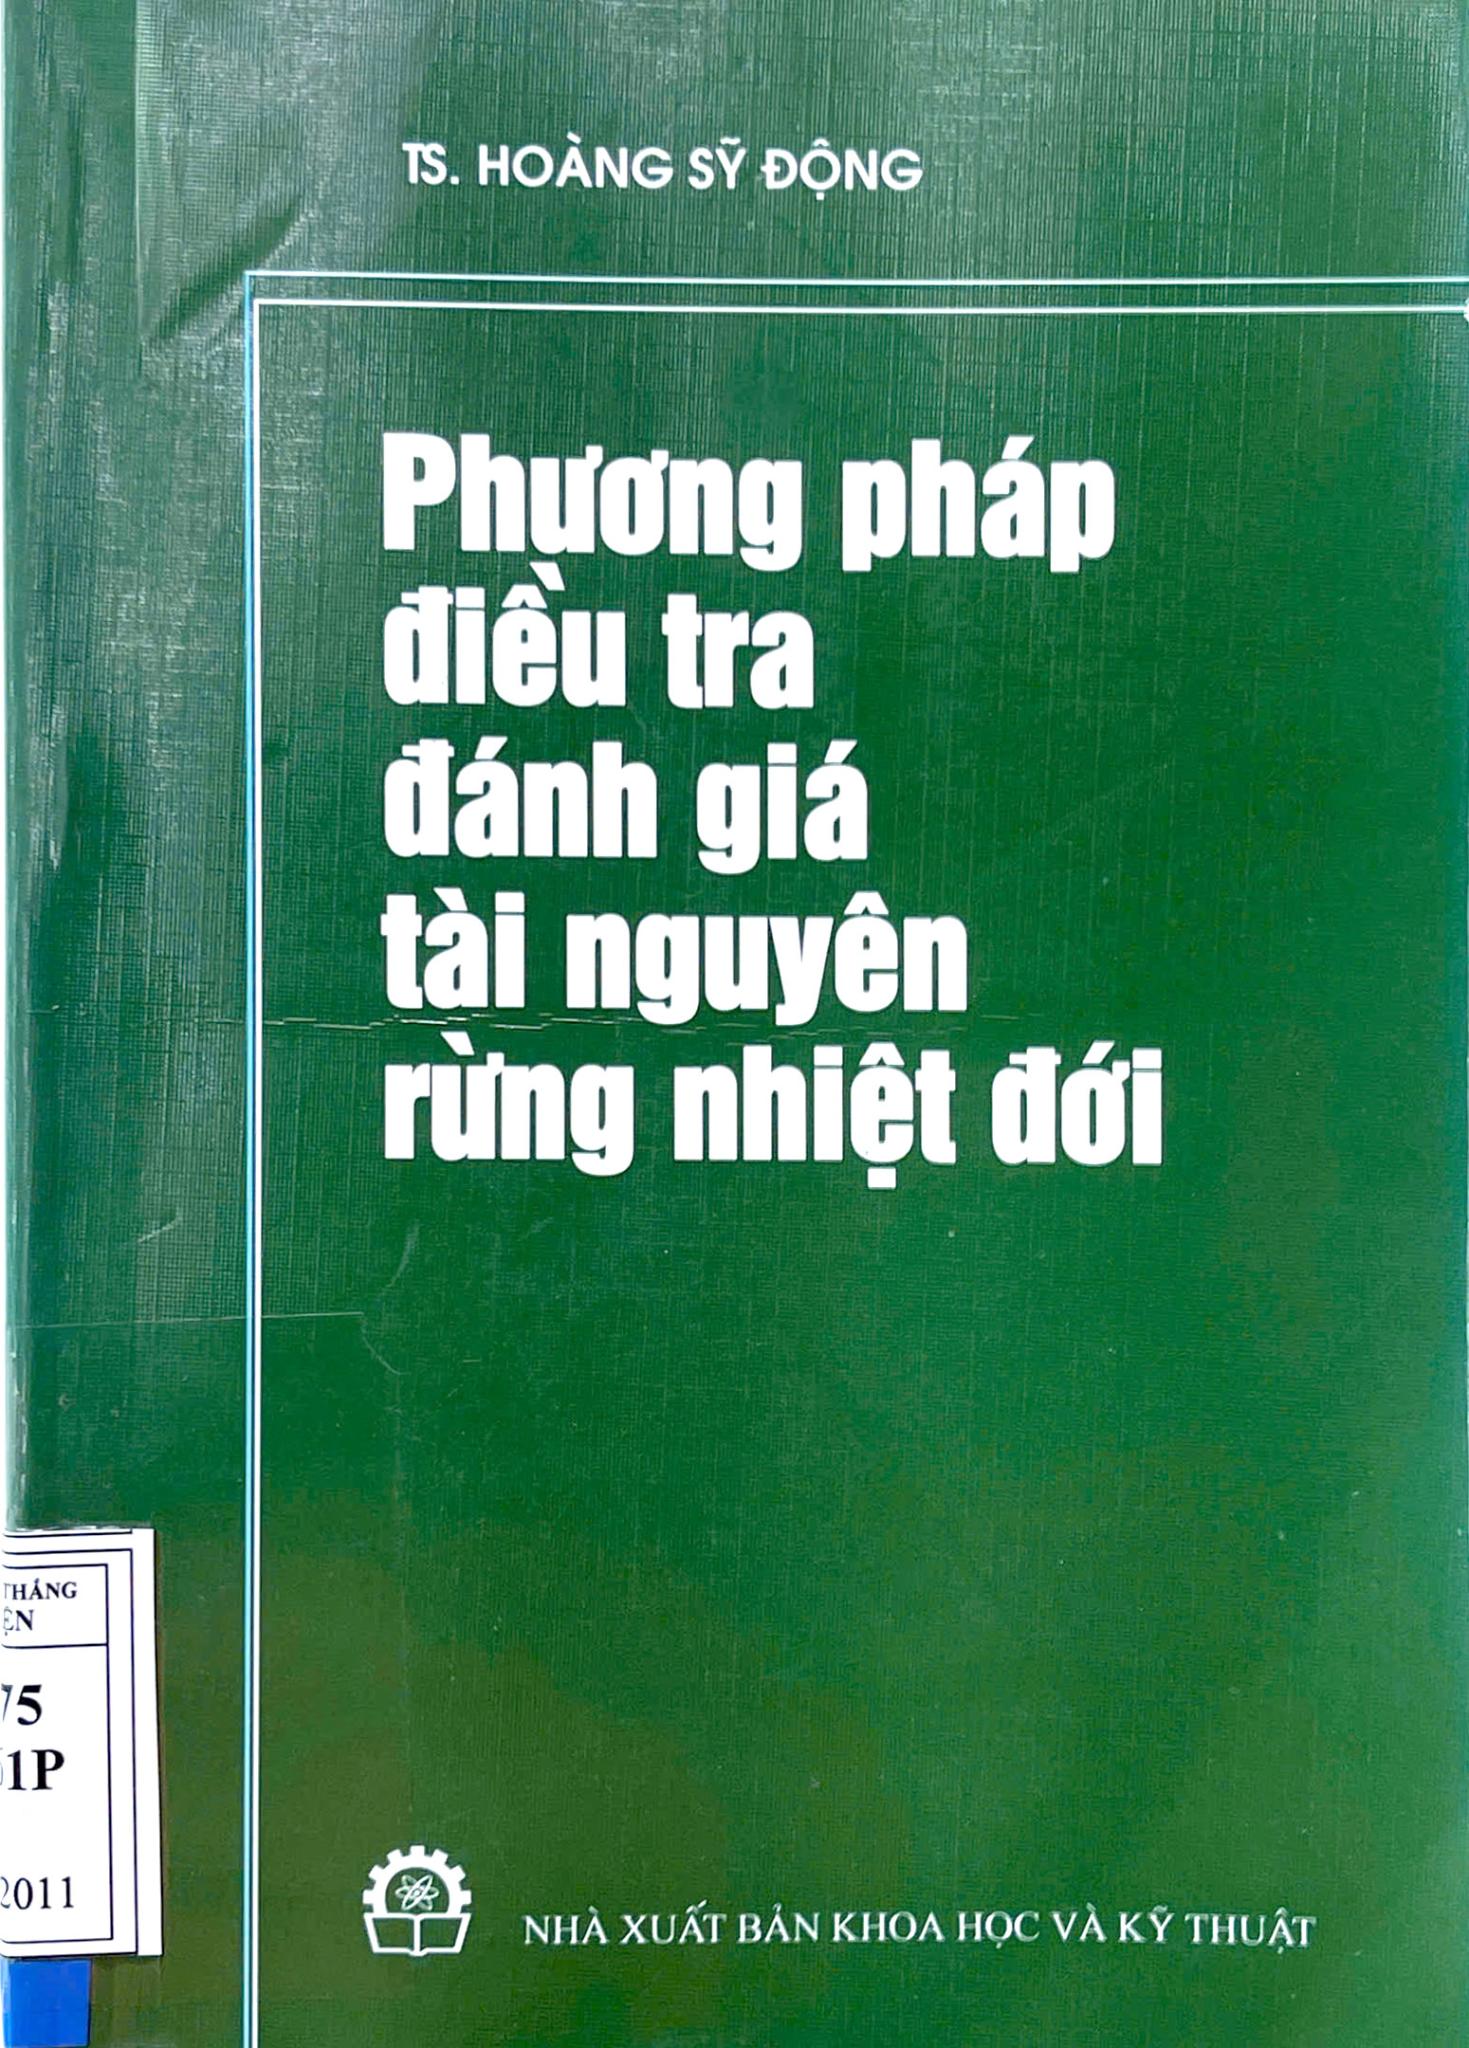 TS. HOÀNG SỸ ĐỘNG
Phương pháp
điều tra
đánh giá
tài nguyên
rừng nhiệt đới
THẮNG
75
1P
2011
NHÀ XUẤT BẢN KHOA HỌC VÀ KỸ THUẬT